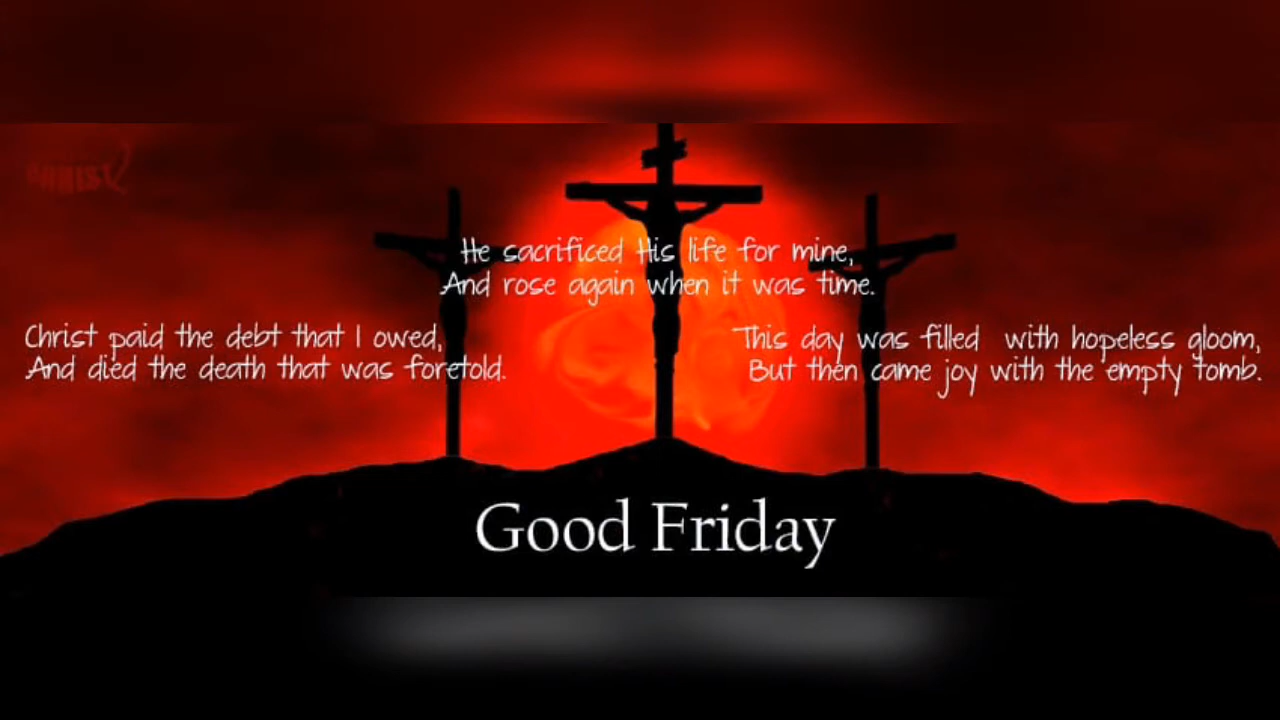 Christ paid the debt that I owed,
And died the death that was foretold.
He sacrificed His life for mine,
And rose again when it was time.
This day was filled with hopeless gloom,
But then came joy with the empty tomb.
Good Friday